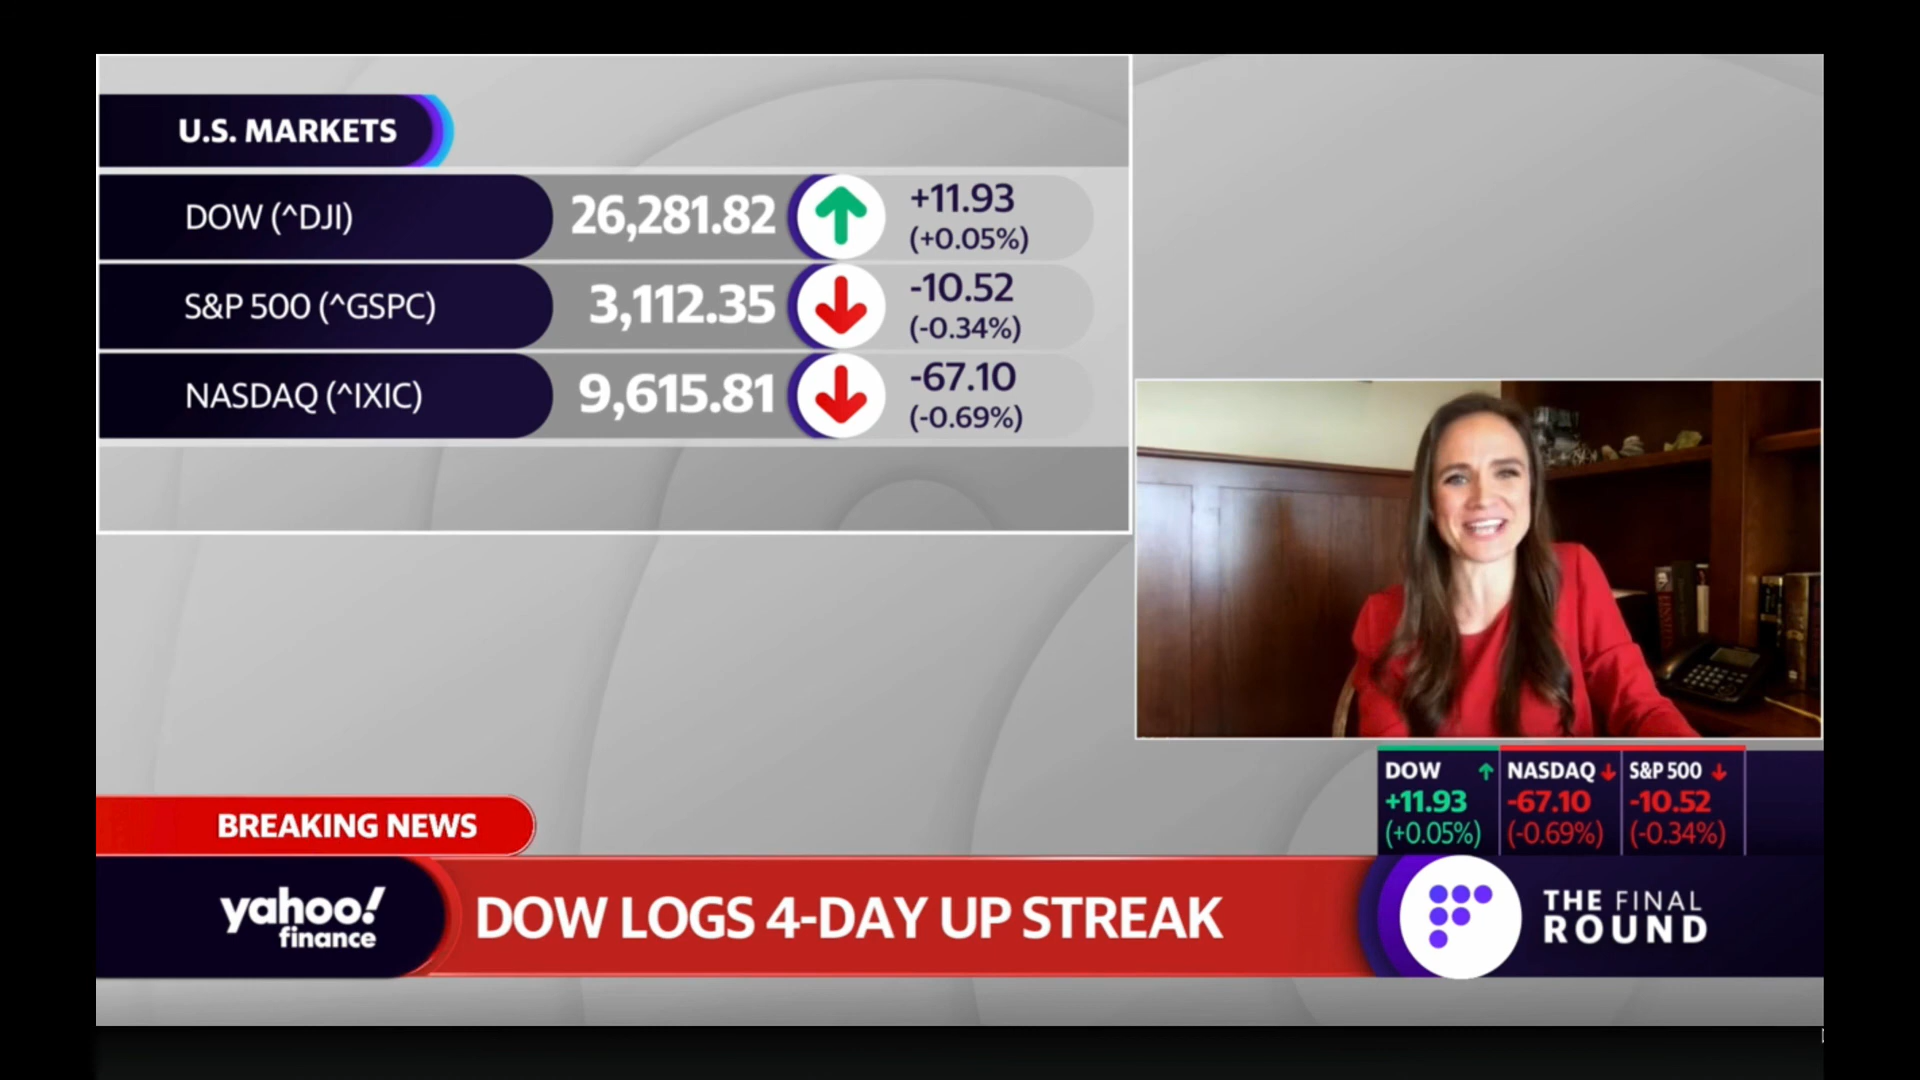 U.S. MARKETS
DOW (^DJI) 26,281.82 +11.93
(+0.05%)
S&P 500 (^GSPC) 3,112.35 -10.52
(-0.34%)
NASDAQ (^IXIC) 9,615.81 -67.10
(-0.69%)
DOW NASDAQ S&P 500
+11.93 -67.10 -10.52
(+0.05%) (-0.69%) (-0.34%)
BREAKING NEWS
yahoo!
finance
DOW LOGS 4-DAY UP STREAK
THE FINAL
ROUND